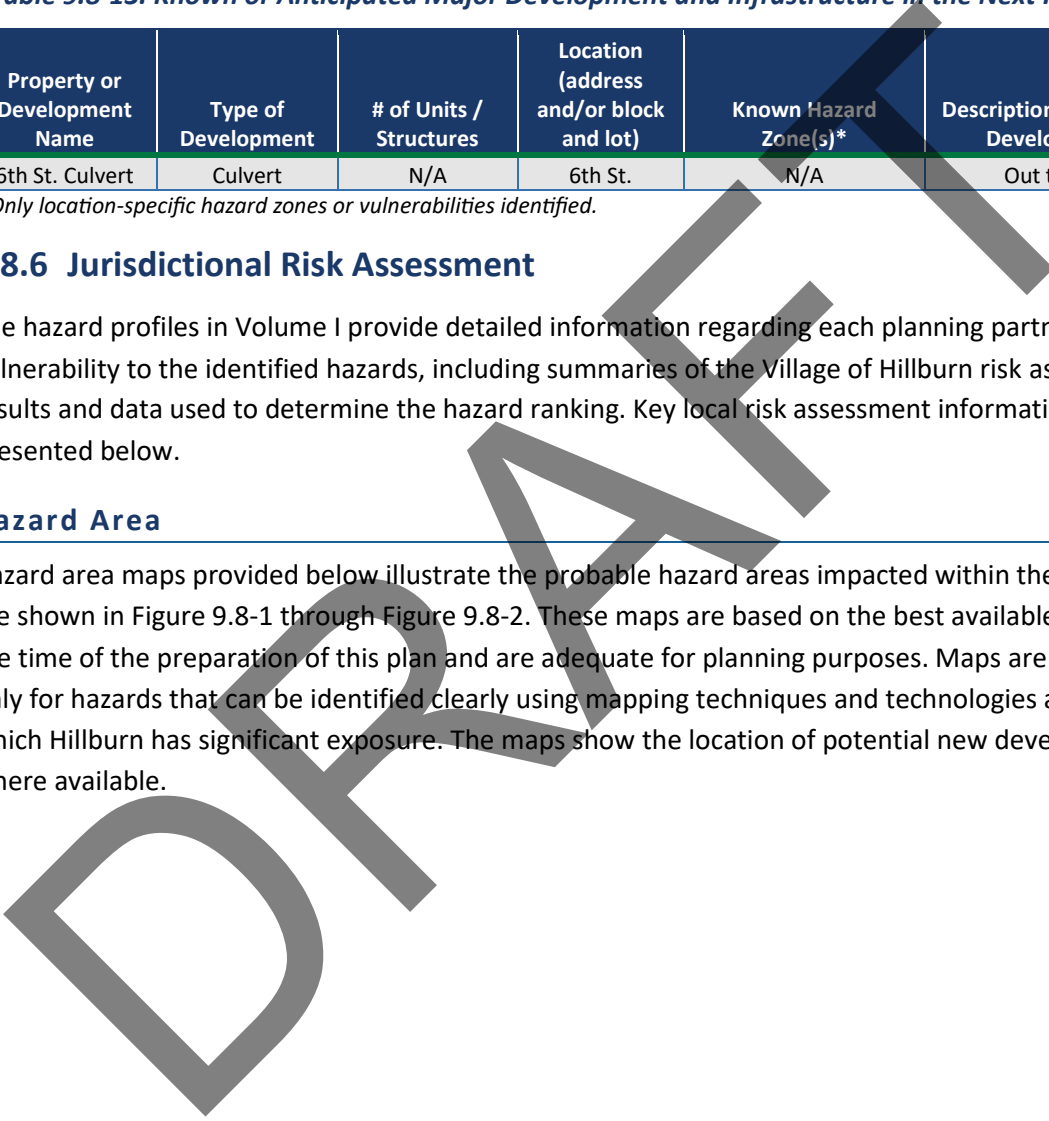 Table 9.8-13. Known or Anticipated Major Development and Infrastructure in the Next
Property or Development Name
Type of Development
# of Units / Structures
Location (address and/or block and lot)
Known Hazard Zone(s)*
Description
Develo
6th St. Culvert
Culvert
N/A
6th St.
N/A
Out t
Only location-specific hazard zones or vulnerabilities identified.
8.6 Jurisdictional Risk Assessment
e hazard profiles in Volume I provide detailed information regarding each planning partn
lnerability to the identified hazards, including summaries of the Village of Hillburn risk as
sults and data used to determine the hazard ranking. Key local risk assessment informati
esented below.
azard Area
azard area maps provided below illustrate the probable hazard areas impacted within the
e shown in Figure 9.8-1 through Figure 9.8-2. These maps are based on the best available
e time of the preparation of this plan and are adequate for planning purposes. Maps are
nly for hazards that can be identified clearly using mapping techniques and technologies a
hich Hillburn has significant exposure. The maps show the location of potential new deve
here available.
DRAFT